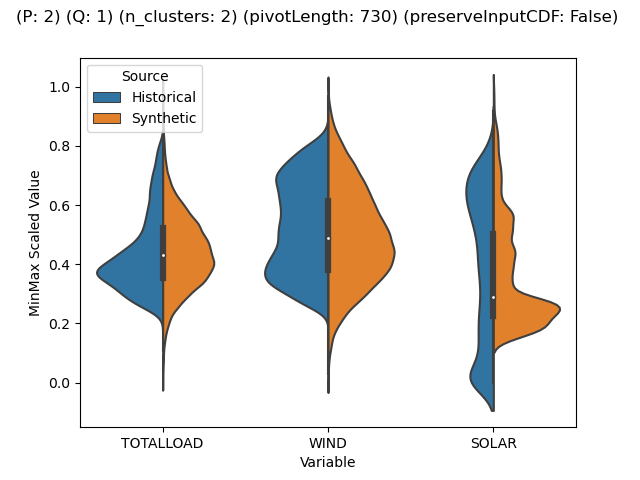 (P: 2) (Q: 1) (n_clusters: 2) (pivotLength: 730) (preserveInputCDF: False)
Source
Historical
Synthetic
1.0
0.8
0.6
0.4
0.2
0.0
MinMax Scaled Value
TOTALLOAD WIND SOLAR
Variable